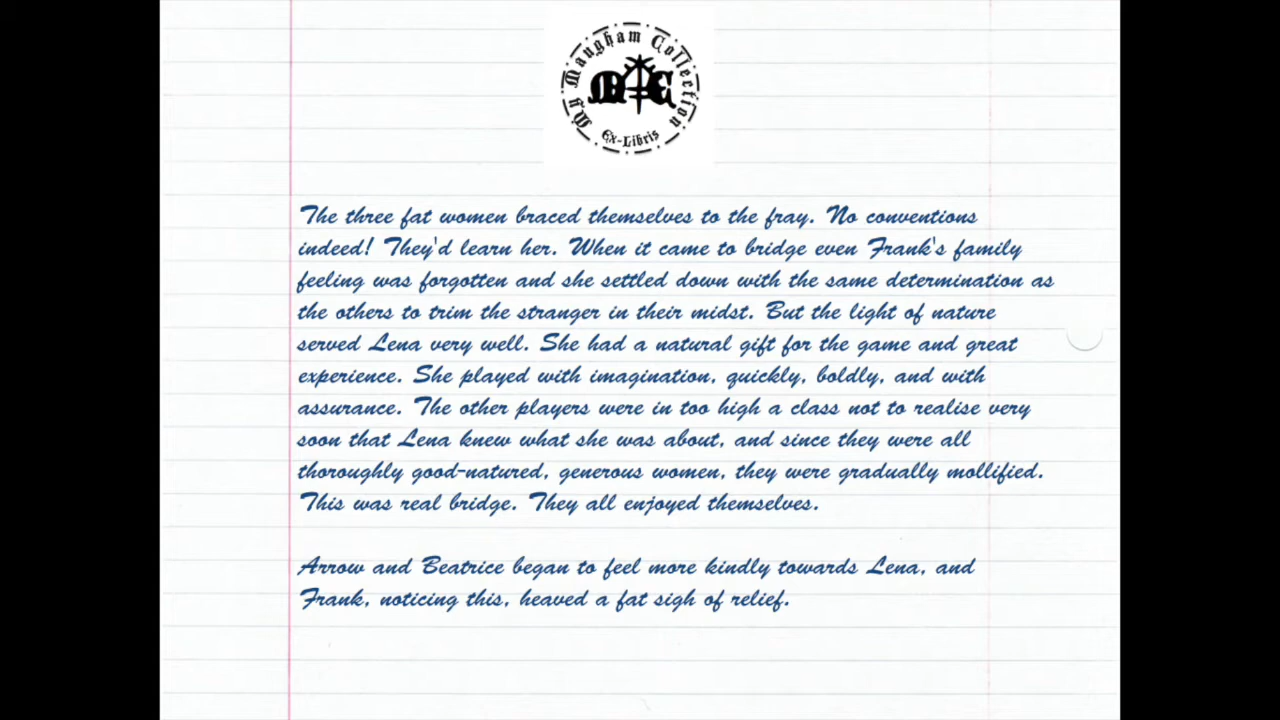 My Maugham Collection
M C
Ex-Libris
The three fat women braced themselves to the fray. No conventions
indeed! They'd learn her. When it came to bridge even Frank's family
feeling was forgotten and she settled down with the same determination as
the others to trim the stranger in their midst. But the light of nature
served Lena very well. She had a natural gift for the game and great
experience. She played with imagination, quickly, boldly, and with
assurance. The other players were in too high a class not to realise very
soon that Lena knew what she was about, and since they were all
thoroughly good-natured, generous women, they were gradually mollified.
This was real bridge. They all enjoyed themselves.
Arrow and Beatrice began to feel more kindly towards Lena, and
Frank, noticing this, heaved a fat sigh of relief.